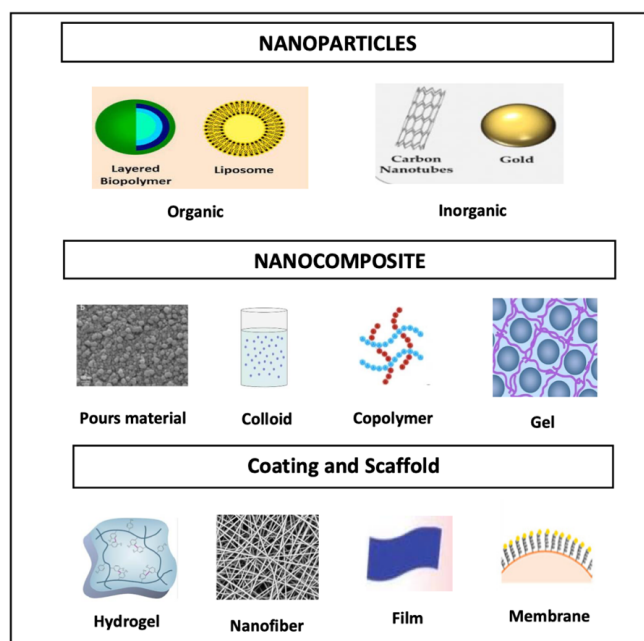 NANOPARTICLES
Layered
Biopolymer
Liposome
Carbon
Nanotubes
Gold
Organic
Inorganic
NANOCOMPOSITE
Pours material
Colloid
Copolymer
Gel
Coating and Scaffold
Hydrogel
Nanofiber
Film
Membrane